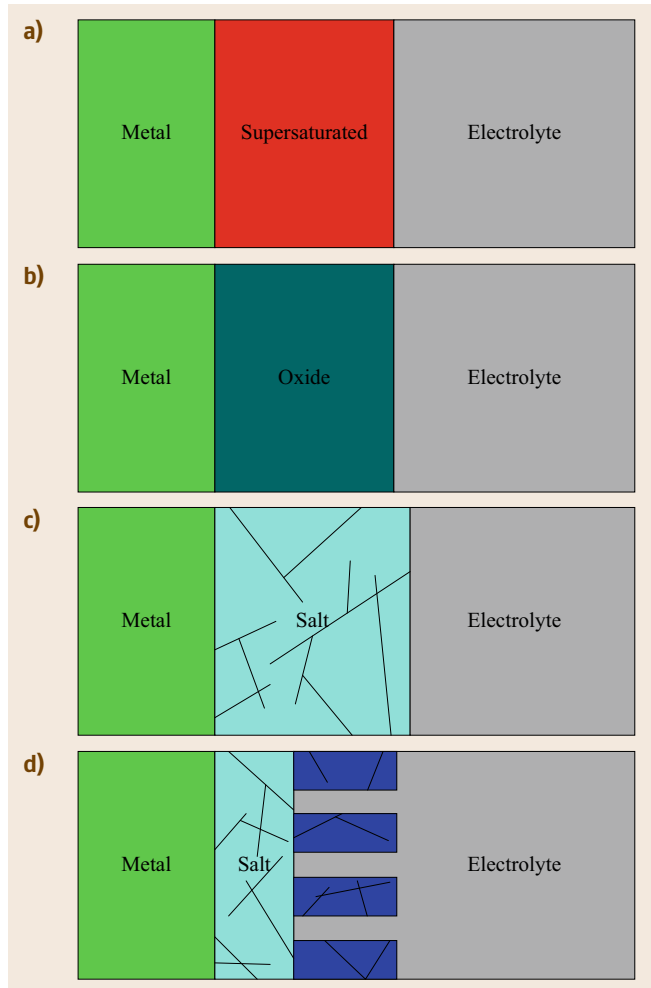 a)
Metal Supersaturated Electrolyte
b)
Metal Oxide Electrolyte
c)
Metal Salt Electrolyte
d)
Metal Salt Electrolyte